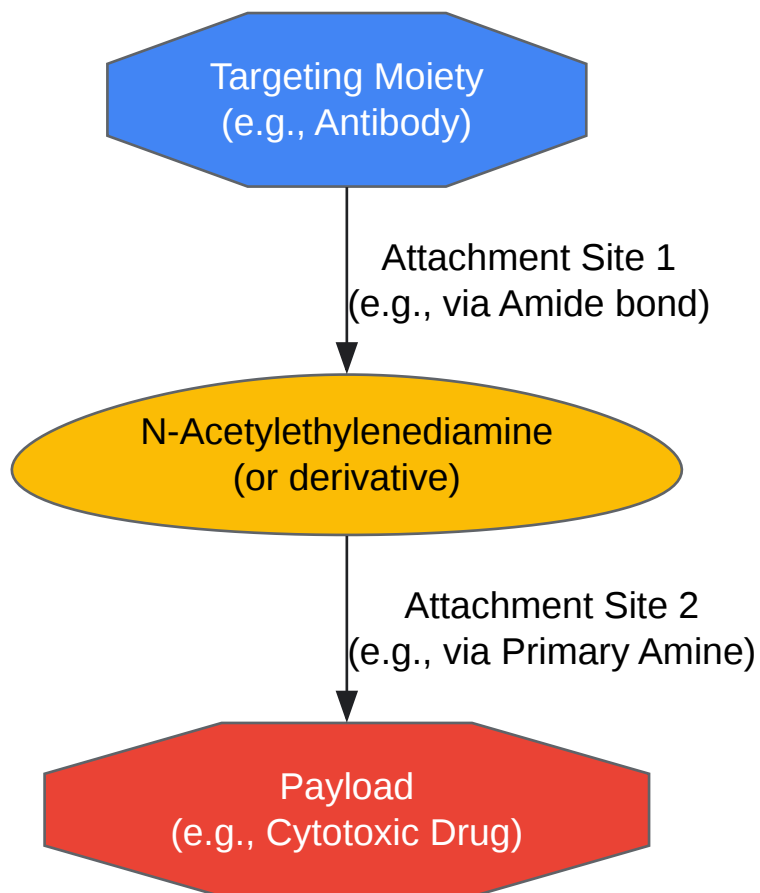 Targeting Moiety
(e.g., Antibody)
Attachment Site 1
(e.g., via Amide bond)
N-Acetylethylenediamine
(or derivative)
Attachment Site 2
(e.g., via Primary Amine)
Payload
(e.g., Cytotoxic Drug)